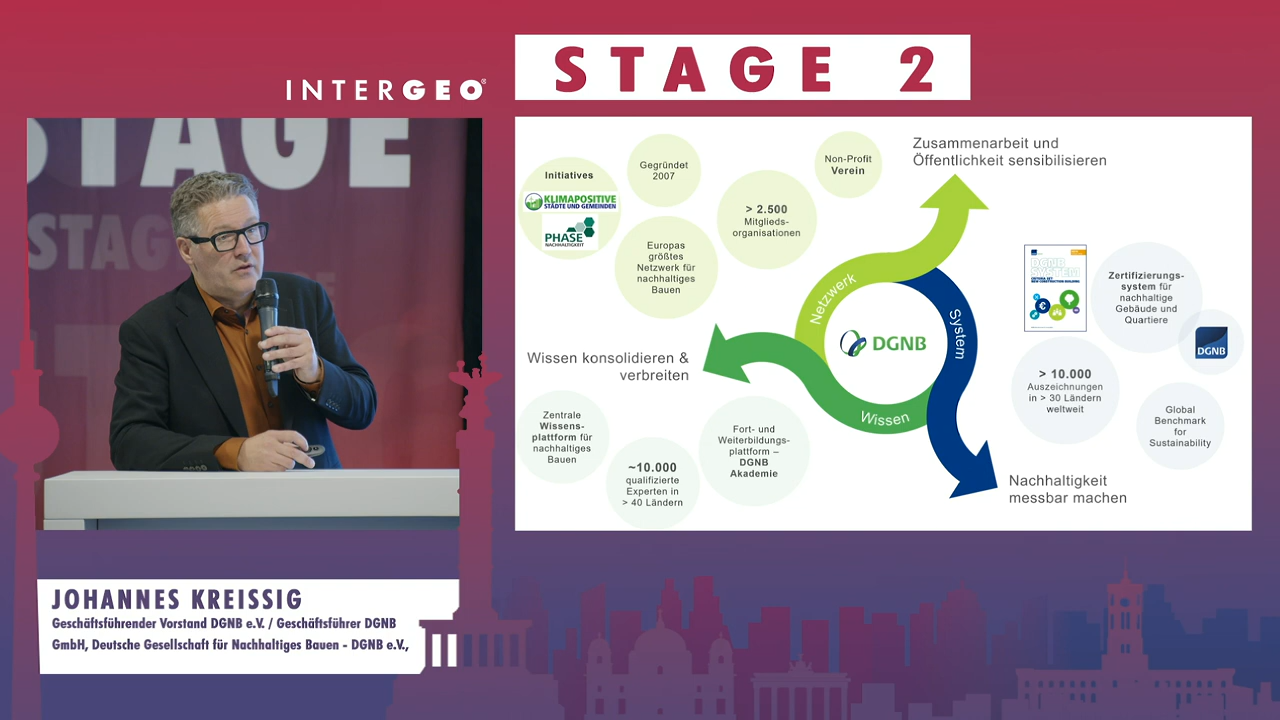 STAGE 2
INTERGEO®
STAGE
STAGE
Initiatives
KLIMAPOSITIVE
STÄDTE UND GEMEINDEN
PHASE
NACHHALTIGKEIT
Gegründet
2007
Europas
größtes
Netzwerk für
nachhaltiges
Bauen
> 2.500
Mitglieds-
organisationen
Non-Profit
Verein
Zusammenarbeit und
Öffentlichkeit sensibilisieren
Netzwerk
System
Wissen
DGNB
DGNB
SYSTEM
Zertifizierungs-
system für
nachhaltige
Gebäude und
Quartiere
DGNB
> 10.000
Auszeichnungen
in > 30 Ländern
weltweit
Global
Benchmark
for
Sustainability
Nachhaltigkeit
messbar machen
Wissen konsolidieren &
verbreiten
Zentrale
Wissens-
plattform für
nachhaltiges
Bauen
~10.000
qualifizierte
Experten in
> 40 Ländern
Fort- und
Weiterbildungs-
plattform –
DGNB
Akademie
JOHANNES KREISSIG
Geschäftsführender Vorstand DGNB e.V. / Geschäftsführer DGNB
GmbH, Deutsche Gesellschaft für Nachhaltiges Bauen - DGNB e.V.,